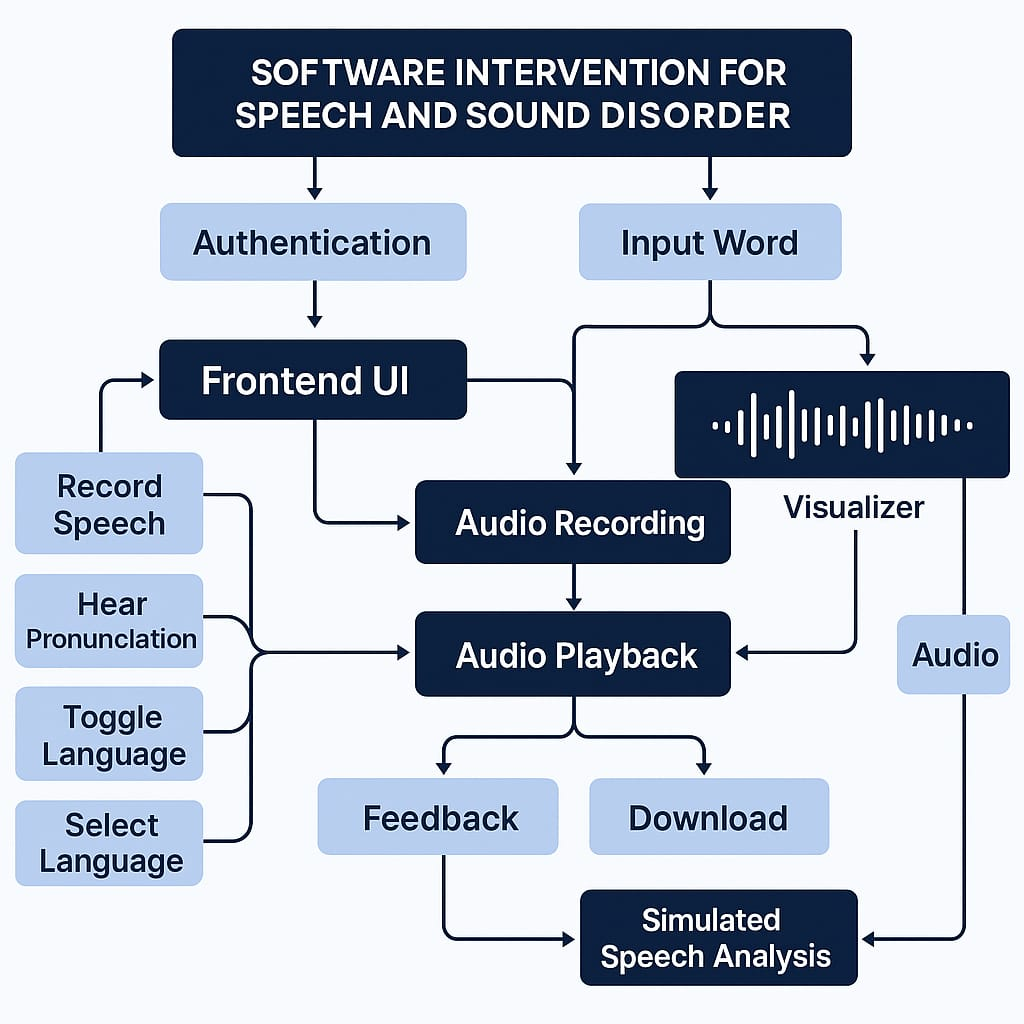 SOFTWARE INTERVENTION FOR
SPEECH AND SOUND DISORDER
Authentication
Input Word
Frontend UI
Record
Speech
Audio Recording
Visualizer
Hear
Pronunclation
Audio Playback
Audio
Toggle
Language
Feedback
Download
Select
Language
Simulated
Speech Analysis